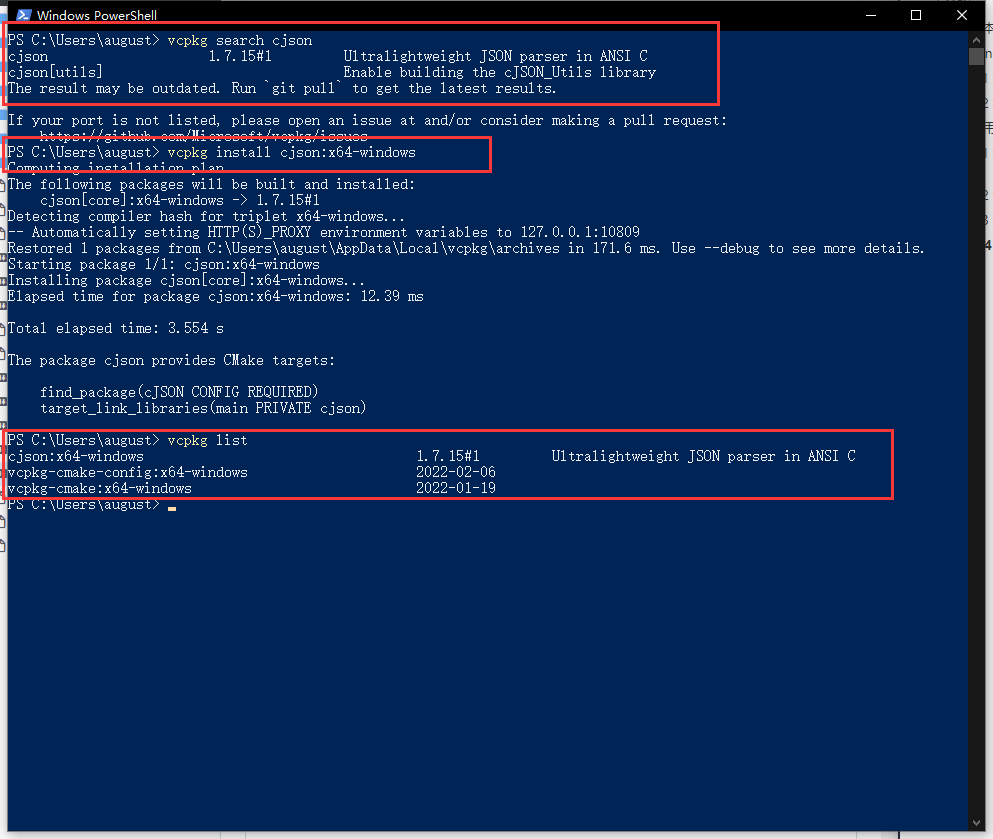 Windows PowerShell
PS C:\Users\august> vcpkg search cjson
cjson 1.7.15#1 Ultralightweight JSON parser in ANSI C
cjson[utils] Enable building the cJSON_Utils library
The result may be outdated. Run `git pull` to get the latest results.
If your port is not listed, please open an issue at and/or consider making a pull request:
https://github.com/Microsoft/vcpkg/issues
PS C:\Users\august> vcpkg install cjson:x64-windows
Computing installation plan...
The following packages will be built and installed:
cjson[core]:x64-windows -> 1.7.15#1
Detecting compiler hash for triplet x64-windows...
-- Automatically setting HTTP(S)_PROXY environment variables to 127.0.0.1:10809
Restored 1 packages from C:\Users\august\AppData\Local\vcpkg\archives in 171.6 ms. Use --debug to see more details.
Starting package 1/1: cjson:x64-windows
Installing package cjson[core]:x64-windows...
Elapsed time for package cjson:x64-windows: 12.39 ms
Total elapsed time: 3.554 s
The package cjson provides CMake targets:
find_package(cJSON CONFIG REQUIRED)
target_link_libraries(main PRIVATE cjson)
PS C:\Users\august> vcpkg list
cjson:x64-windows 1.7.15#1 Ultralightweight JSON parser in ANSI C
vcpkg-cmake-config:x64-windows 2022-02-06
vcpkg-cmake:x64-windows 2022-01-19
PS C:\Users\august>